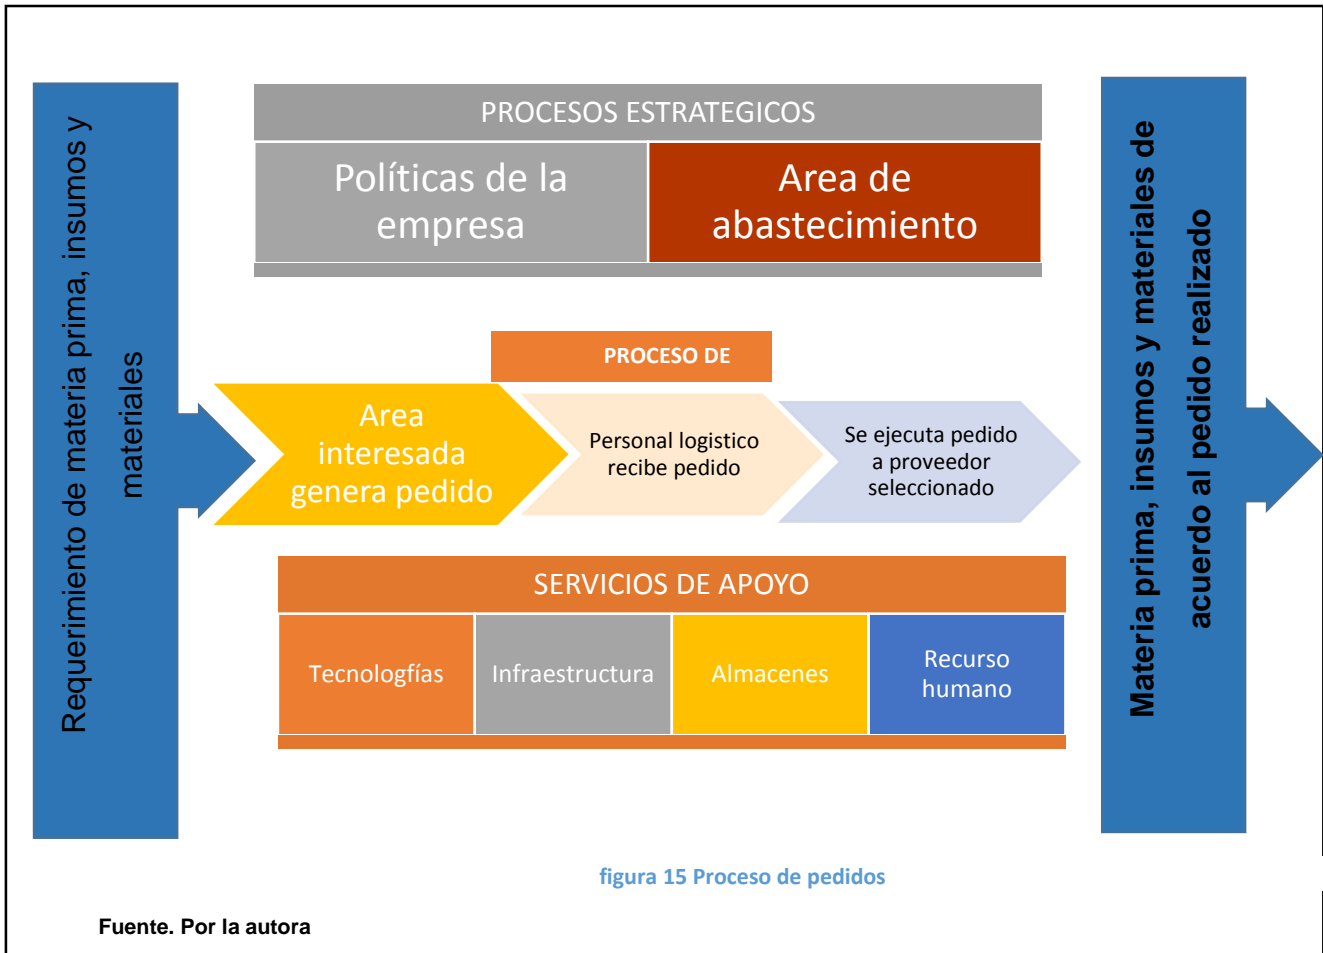 Requerimiento de materia prima, insumos y
materiales
PROCESOS ESTRATEGICOS
Políticas de la
empresa
Area de
abastecimiento
PROCESO DE
Area
interesada
genera pedido
Personal logistico
recibe pedido
Se ejecuta pedido
a proveedor
seleccionado
SERVICIOS DE APOYO
Tecnologfías
Infraestructura
Almacenes
Recurso
humano
Materia prima, insumos y materiales de
acuerdo al pedido realizado
figura 15 Proceso de pedidos
Fuente. Por la autora